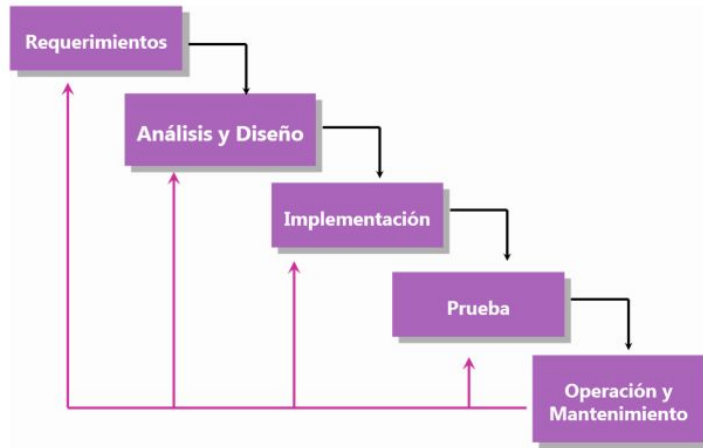 Requerimientos
Análisis y Diseño
Implementación
Prueba
Operación y
Mantenimiento